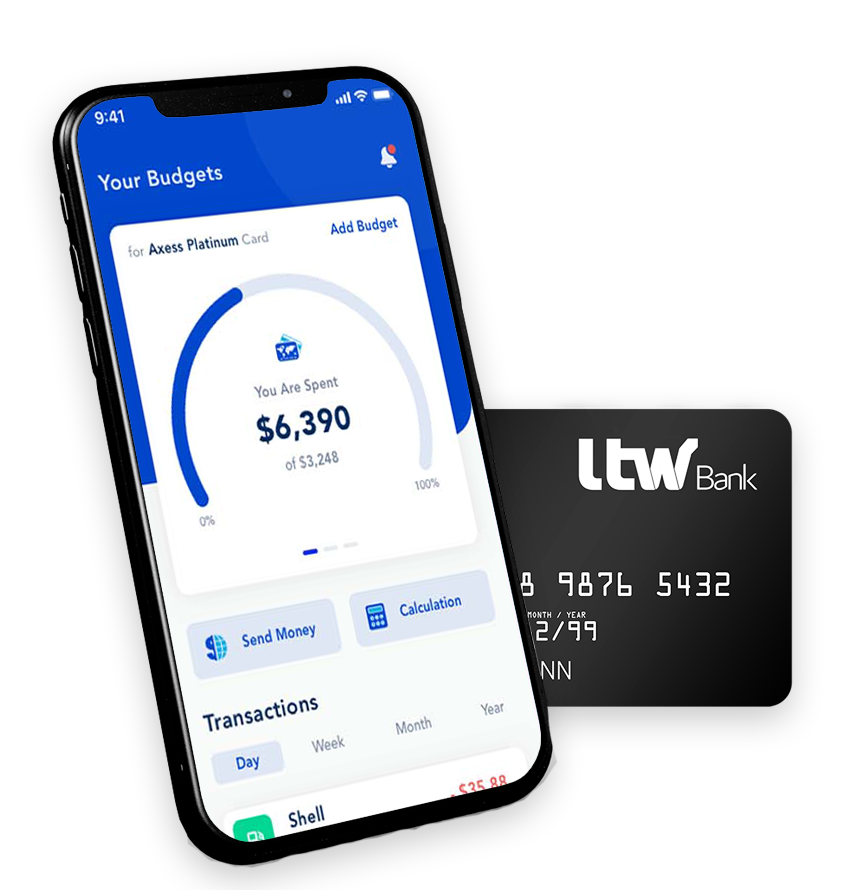 9:41
Your Budgets
for Axess Platinum Card
Add Budget
You Are Spent
$6,390
of $3,248
0%
100%
Send Money
Calculation
Transactions
Day
Week
Month
Year
Shell
- $35.88
ltw Bank
8 9876 5432
MONTH / YEAR
2/99
NN